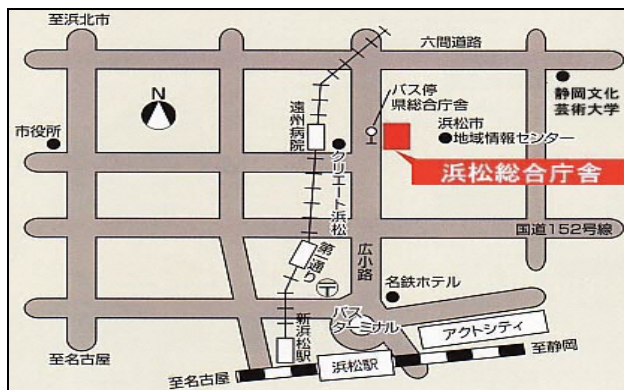 至浜北市
六間道路
N
バス停
県総合庁舎
静岡文化
芸術大学
市役所
遠州病院
クリエート浜松
浜松市
地域情報センター
浜松総合庁舎
国道152号線
第一通り
広小路
〒
名鉄ホテル
新浜松駅
バス
ターミナル
アクトシティ
至名古屋
至名古屋
浜松駅
至静岡